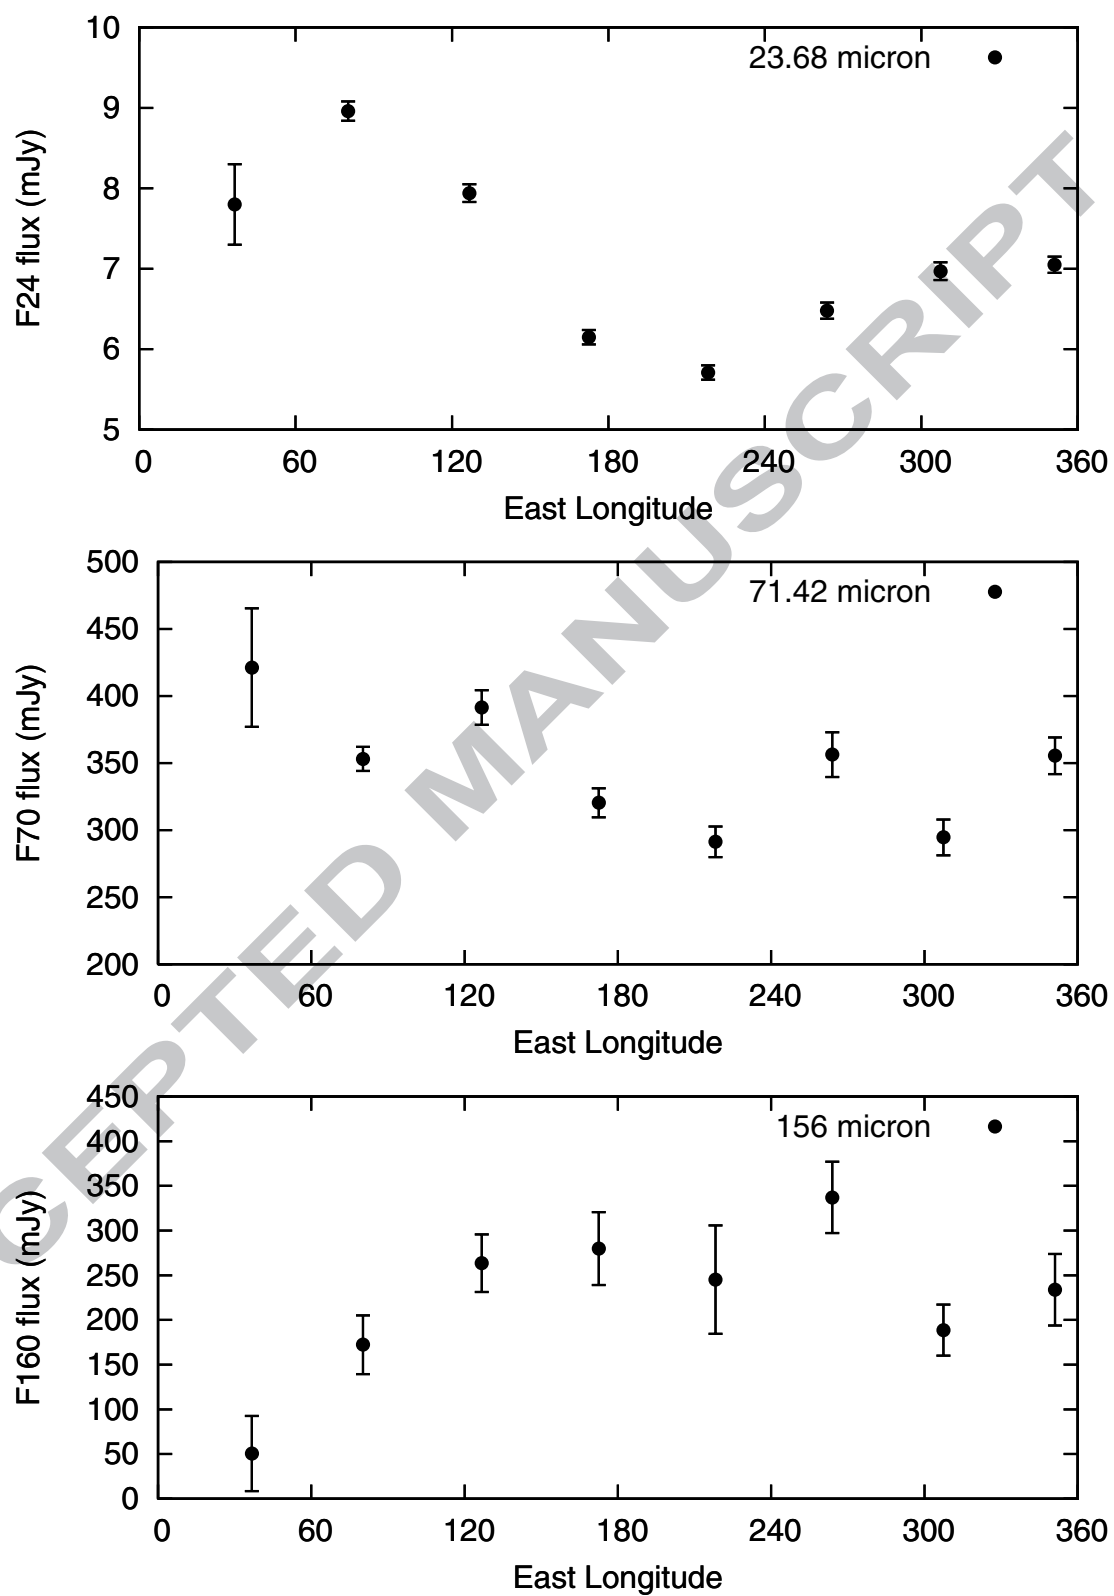 10
23.68 micron
9
8
7
6
5
F24 flux (mJy)
0 60 120 180 240 300 360
East Longitude
500
71.42 micron
450
400
350
300
250
200
F70 flux (mJy)
0 60 120 180 240 300 360
East Longitude
450
156 micron
400
350
300
250
200
150
100
50
0
F160 flux (mJy)
0 60 120 180 240 300 360
East Longitude
CEPTED MANUSCRIPT